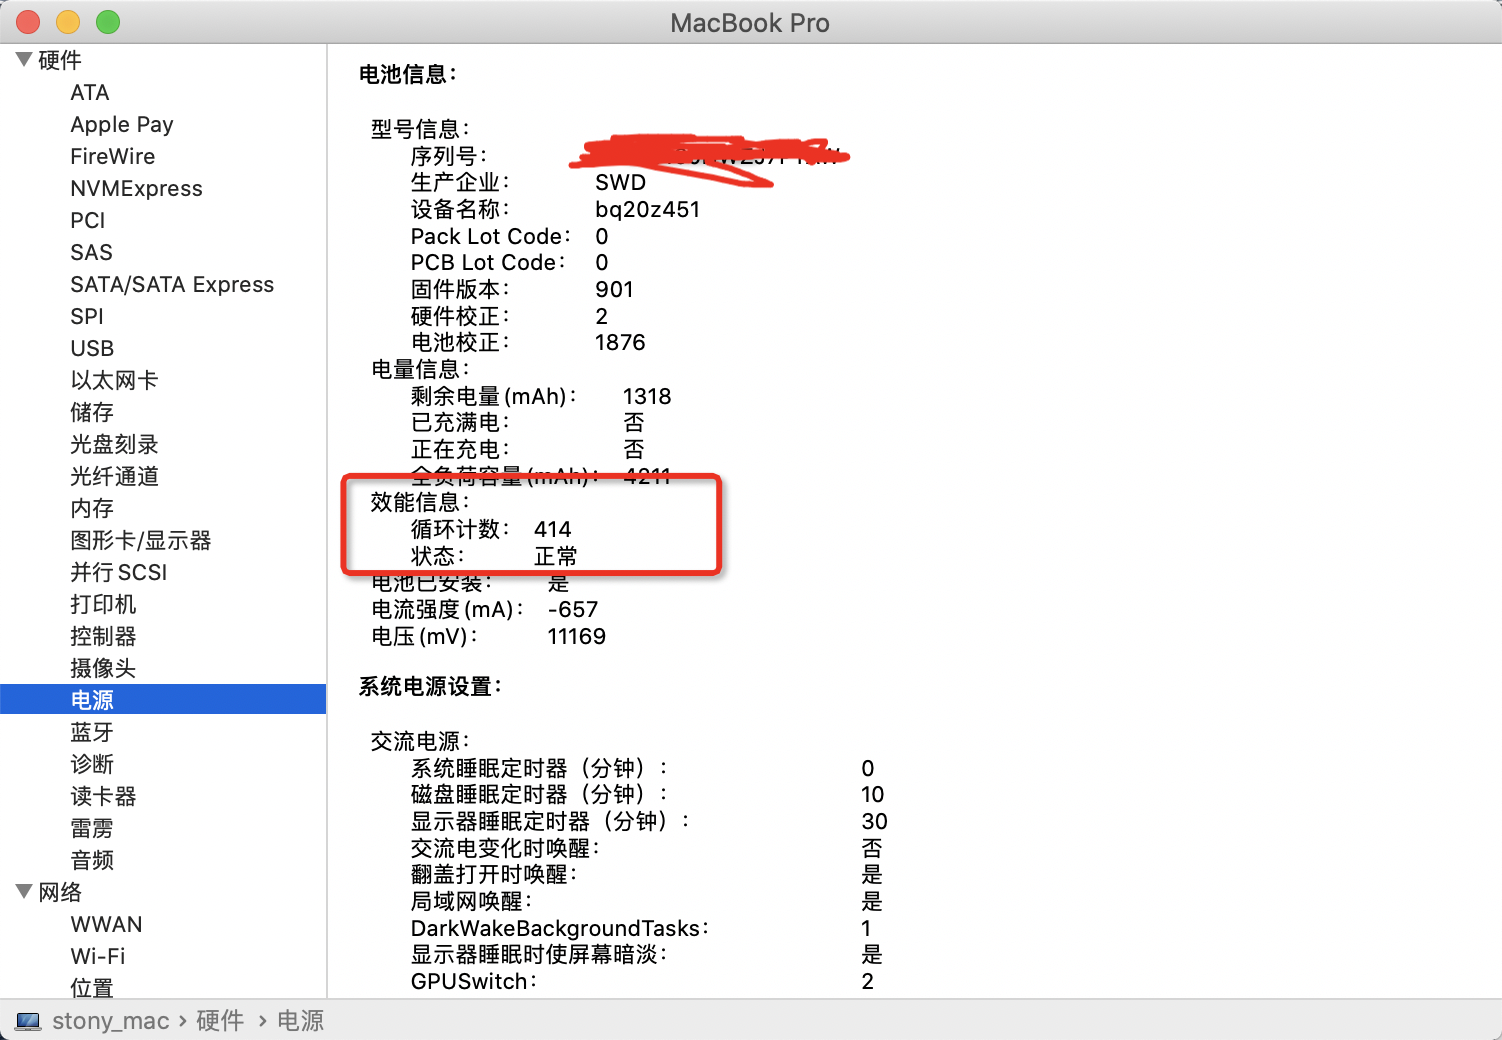 MacBook Pro
硬件
ATA
Apple Pay
FireWire
NVMExpress
PCI
SAS
SATA/SATA Express
SPI
USB
以太网卡
储存
光盘刻录
光纤通道
内存
图形卡/显示器
并行 SCSI
打印机
控制器
摄像头
电源
蓝牙
诊断
读卡器
雷雳
音频
网络
WWAN
Wi-Fi
位置
电池信息：
型号信息：
序列号：
生产企业： SWD
设备名称： bq20z451
Pack Lot Code： 0
PCB Lot Code： 0
固件版本： 901
硬件校正： 2
电池校正： 1876
电量信息：
剩余电量 (mAh)： 1318
已充满电： 否
正在充电： 否
全负荷容量 (mAh)： 4211
效能信息：
循环计数： 414
状态： 正常
电池已安装： 是
电流强度 (mA)： -657
电压 (mV)： 11169
系统电源设置：
交流电源：
系统睡眠定时器（分钟）： 0
磁盘睡眠定时器（分钟）： 10
显示器睡眠定时器（分钟）： 30
交流电变化时唤醒： 否
翻盖打开时唤醒： 是
局域网唤醒： 是
DarkWakeBackgroundTasks： 1
显示器睡眠时使屏幕暗淡： 是
GPUSwitch： 2
stony_mac › 硬件 › 电源